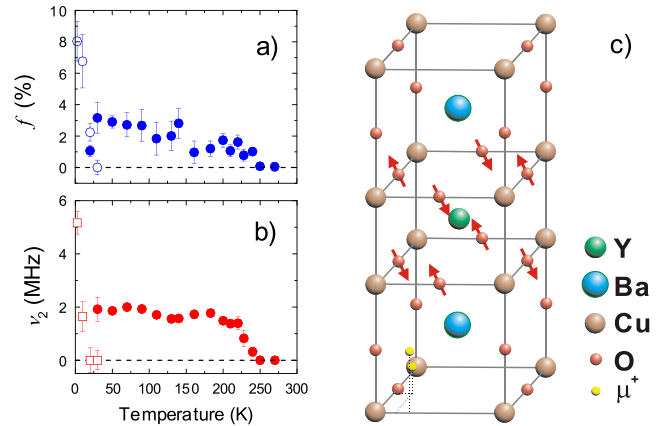 10
8
6
4
2
0
f (%)
a)
6
4
2
0
ν₂ (MHz)
b)
0 50 100 150 200 250 300
Temperature (K)
c)
Y
Ba
Cu
O
μ⁺